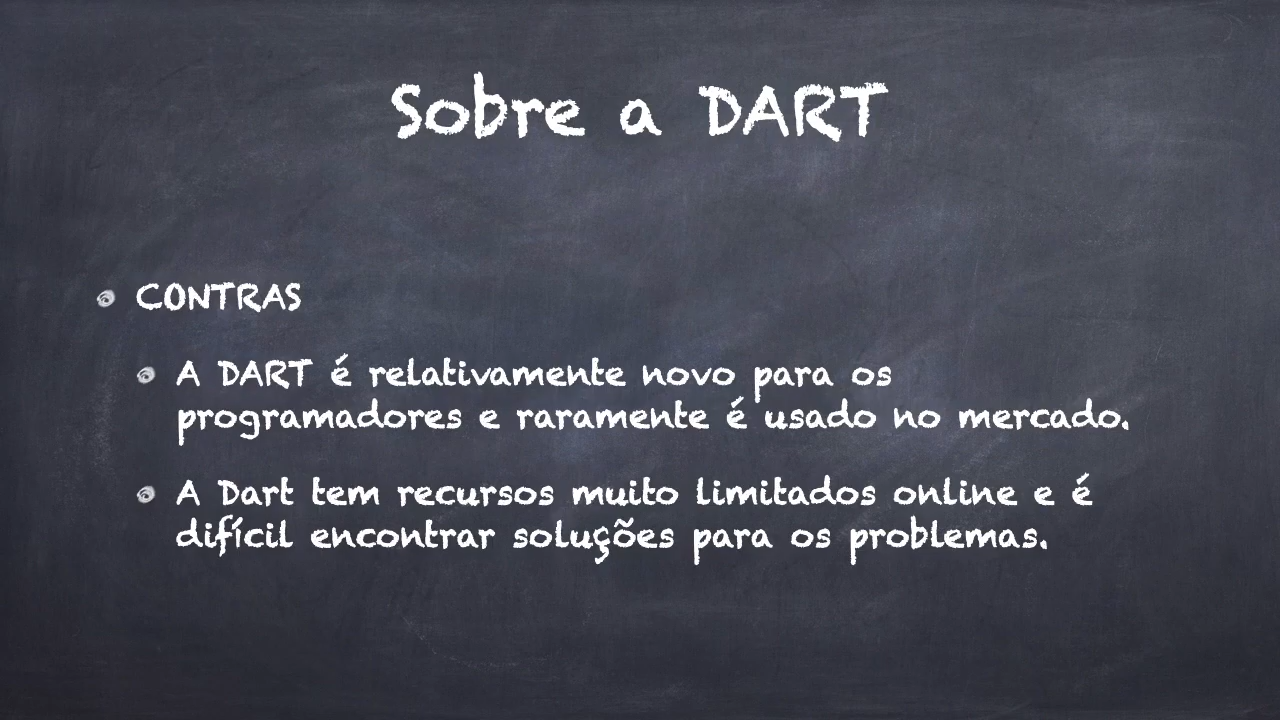 Sobre a DART
CONTRAS
A DART é relativamente novo para os
programadores e raramente é usado no mercado.
A Dart tem recursos muito limitados online e é
difícil encontrar soluções para os problemas.